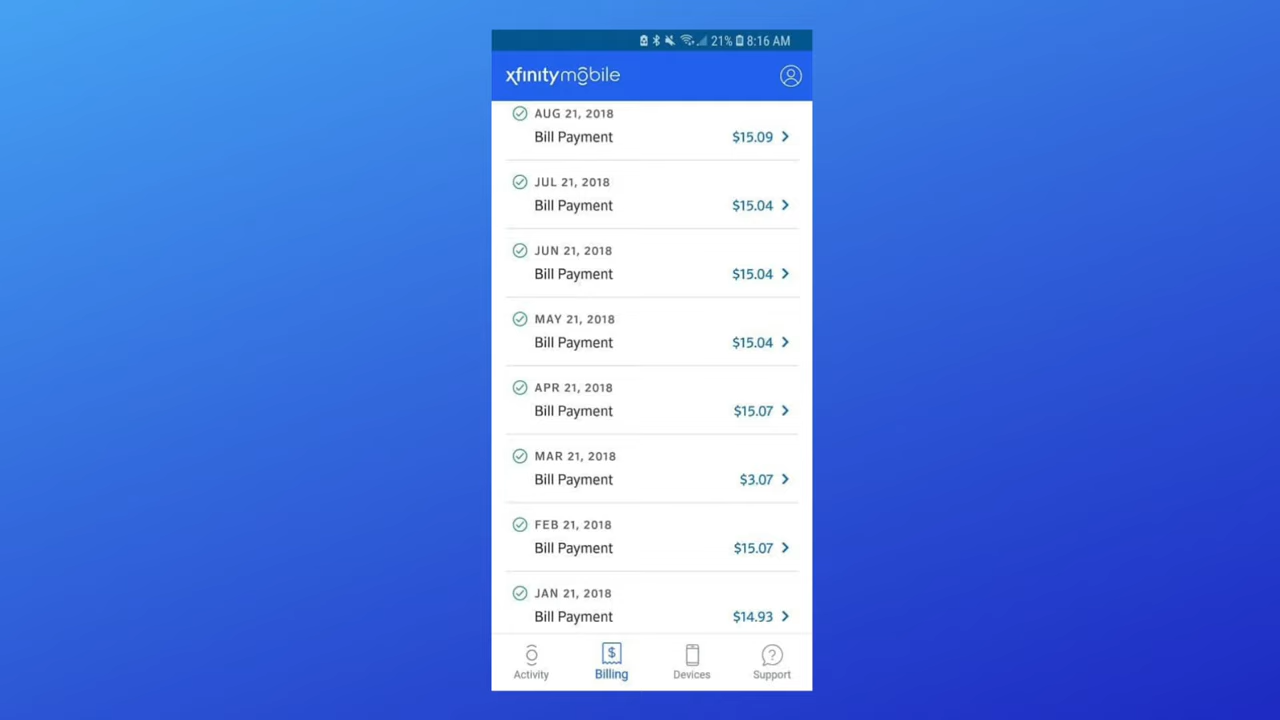 21% 8:16 AM
xfinity mobile
AUG 21, 2018
Bill Payment $15.09
JUL 21, 2018
Bill Payment $15.04
JUN 21, 2018
Bill Payment $15.04
MAY 21, 2018
Bill Payment $15.04
APR 21, 2018
Bill Payment $15.07
MAR 21, 2018
Bill Payment $3.07
FEB 21, 2018
Bill Payment $15.07
JAN 21, 2018
Bill Payment $14.93
Activity Billing Devices Support